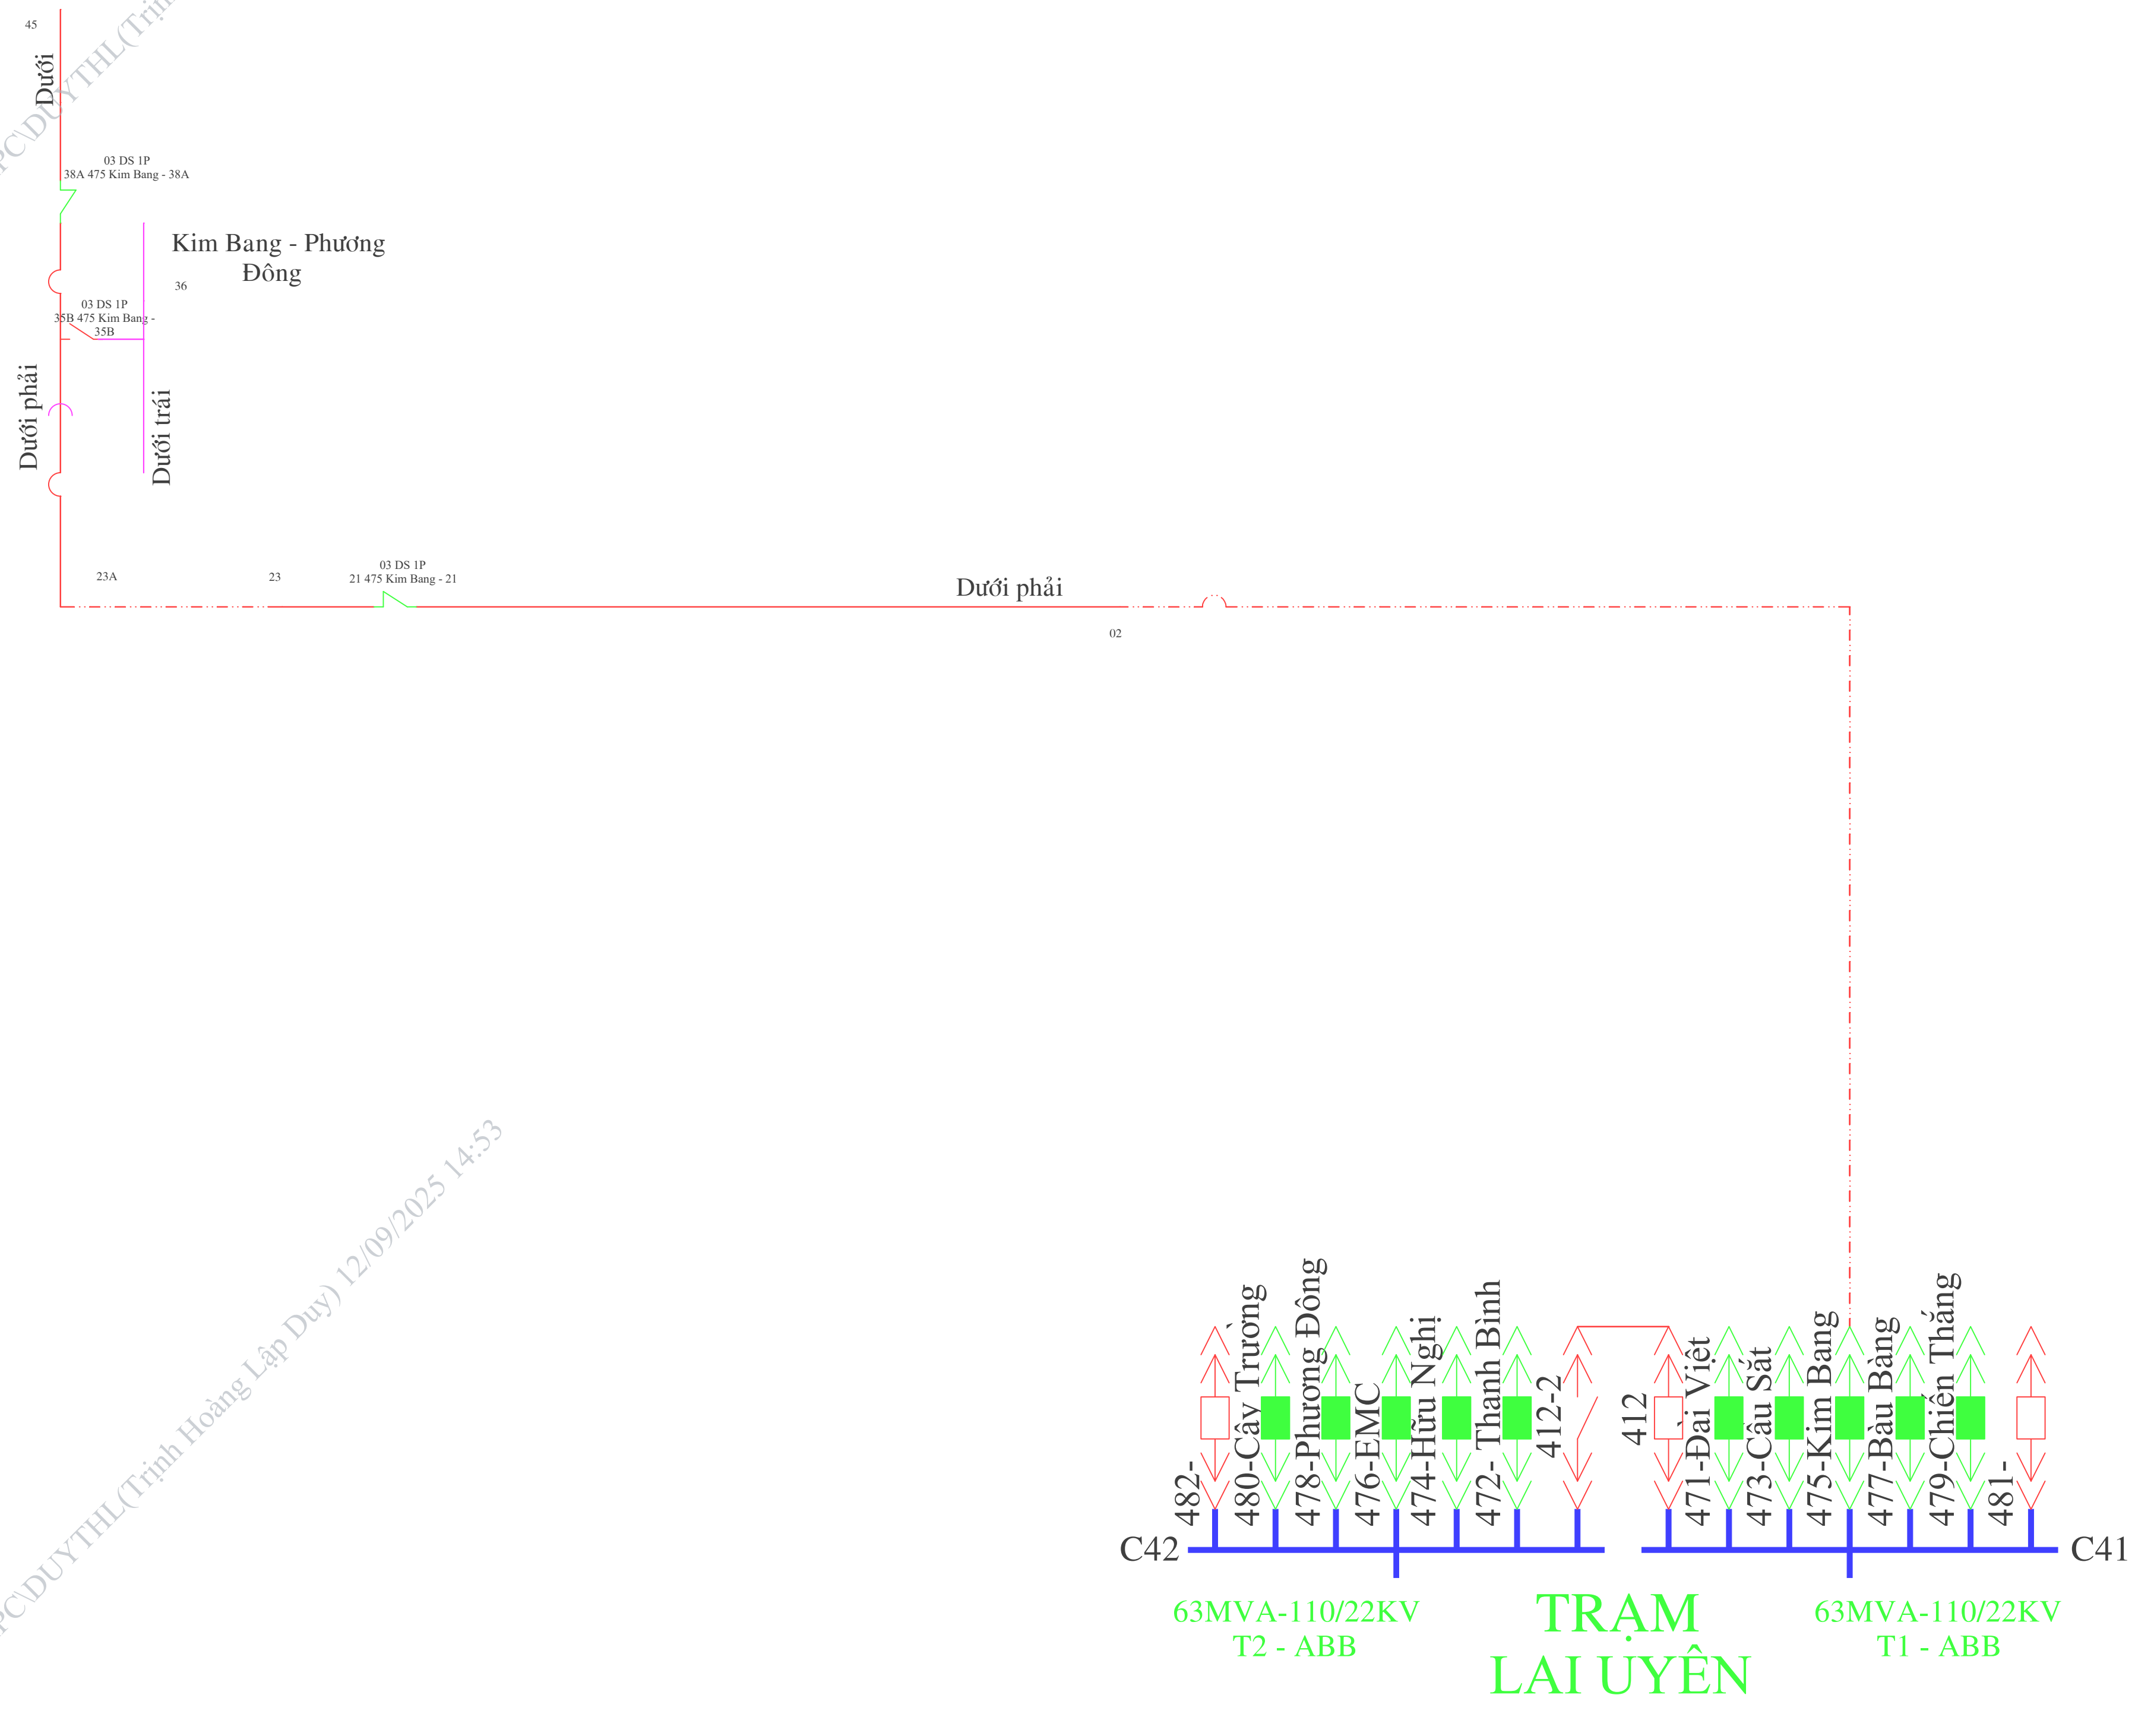 45
Dưới
PC\DUYTHL(Trịnh
03 DS 1P
38A 475 Kim Bang - 38A
Kim Bang - Phương
Đông
36
03 DS 1P
35B 475 Kim Bang -
35B
Dưới phải
Dưới trái
23A
23
03 DS 1P
21 475 Kim Bang - 21
Dưới phải
02
PC\DUYTHL(Trịnh Hoàng Lập Duy) 12/09/2025 14:53
482-
480-Cây Trường
478-Phương Đông
476-EMC
474-Hữu Nghị
472- Thanh Bình
412-2
412
471-Đài Việt
473-Cầu Sắt
475-Kim Bang
477-Bàu Bàng
479-Chiến Thắng
481-
C42
C41
63MVA-110/22KV
T2 - ABB
TRẠM
LAI UYÊN
63MVA-110/22KV
T1 - ABB